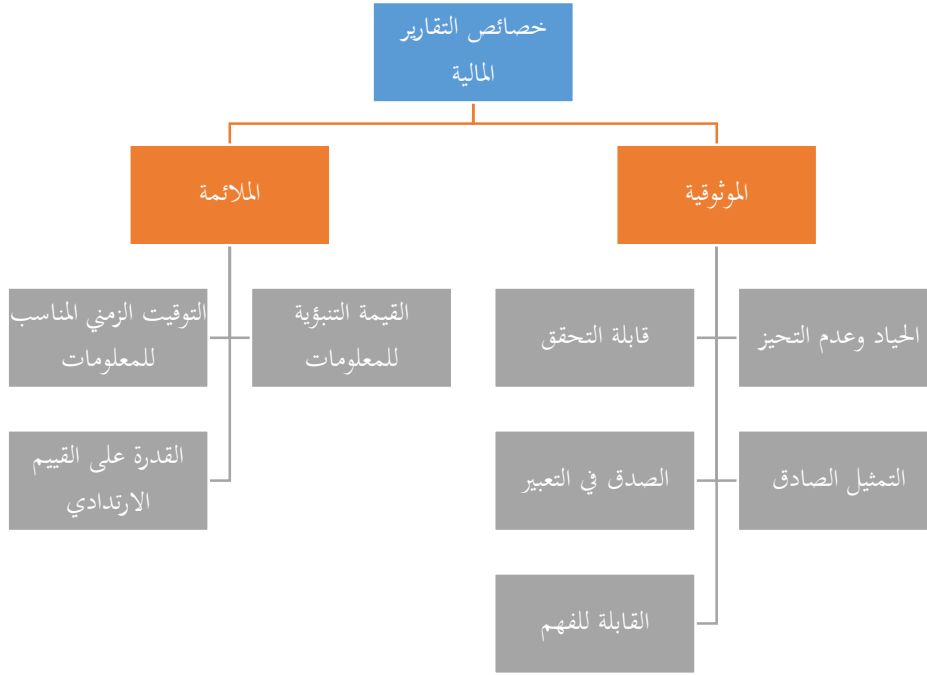 خصائص التقارير
المالية
الموثوقية
الملائمة
الحياد وعدم التحيز
قابلة التحقق
القيمة التنبؤية
للمعلومات
التوقيت الزمني المناسب
للمعلومات
التمثيل الصادق
الصدق في التعبير
القدرة على القييم
الارتدادي
القابلة للفهم